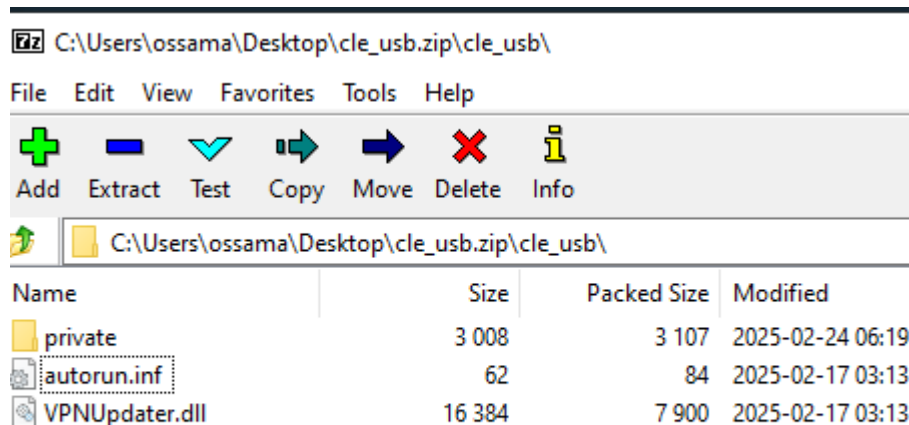 7z C:\Users\ossama\Desktop\cle_usb.zip\cle_usb\
File Edit View Favorites Tools Help
Add Extract Test Copy Move Delete Info
C:\Users\ossama\Desktop\cle_usb.zip\cle_usb\
Name Size Packed Size Modified
private 3 008 3 107 2025-02-24 06:19
autorun.inf 62 84 2025-02-17 03:13
VPNUpdater.dll 16 384 7 900 2025-02-17 03:13